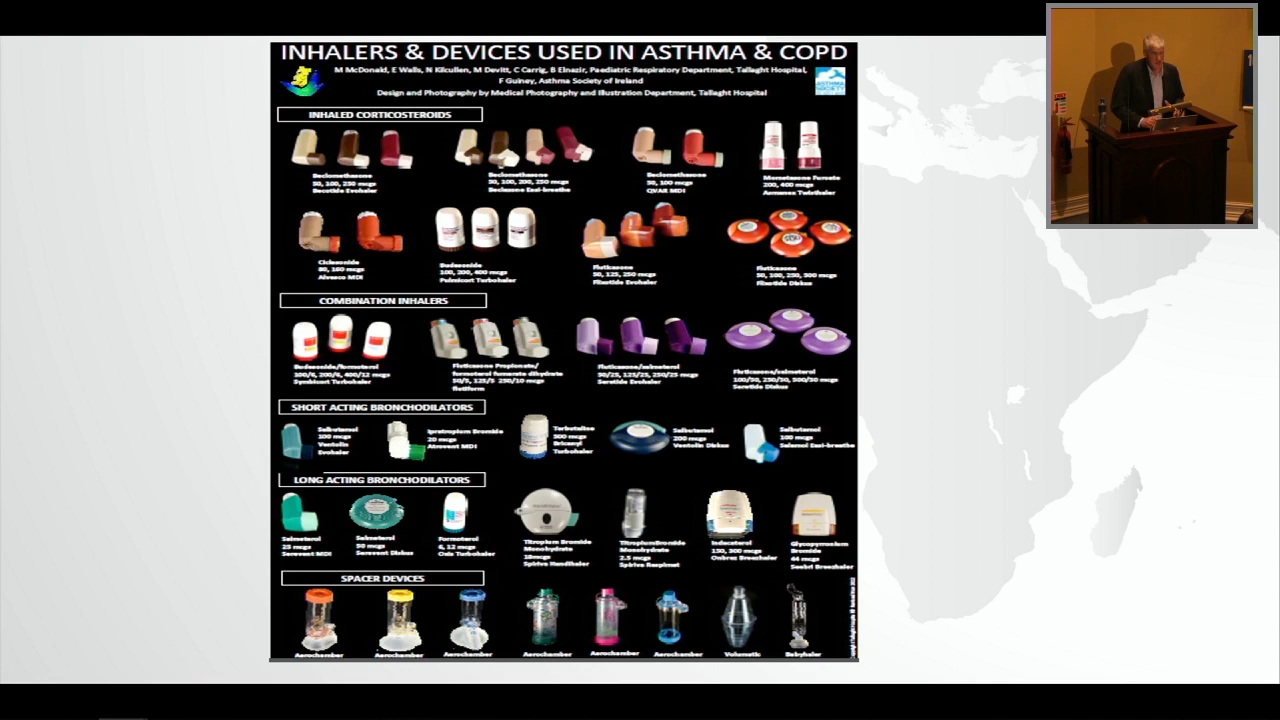 INHALERS & DEVICES USED IN ASTHMA & COPD
M McDonald, E Walls, N Kilcullen, M Devitt, C Carrig, B Elnazir, Paediatric Respiratory Department, Tallaght Hospital,
F Guiney, Asthma Society of Ireland
Design and Photography by Medical Photography and Illustration Department, Tallaght Hospital
ASTHMA
SOCIETY
INHALED CORTICOSTEROIDS
Beclomethasone
50, 100, 250 mcgs
Becotide Evohaler
Beclomethasone
50, 100, 200, 250 mcgs
Beclazone Easi-breathe
Beclomethasone
50, 100 mcgs
QVAR MDI
Mometasone Furoate
200, 400 mcgs
Asmanex Twisthaler
Ciclesonide
80, 160 mcgs
Alvesco MDI
Budesonide
100, 200, 400 mcgs
Pulmicort Turbohaler
Fluticasone
50, 125, 250 mcgs
Flixotide Evohaler
Fluticasone
50, 100, 250, 500 mcgs
Flixotide Diskus
COMBINATION INHALERS
Budesonide/formoterol
100/6, 200/6, 400/12 mcgs
Symbicort Turbohaler
Fluticasone Propionate/
formoterol fumarate dihydrate
50/5, 125/5 250/10 mcgs
flutiform
Fluticasone/salmeterol
50/25, 125/25, 250/25 mcgs
Seretide Evohaler
Fluticasone/salmeterol
100/50, 250/50, 500/50 mcgs
Seretide Diskus
SHORT ACTING BRONCHODILATORS
Salbutamol
100 mcgs
Ventolin
Evohaler
Ipratropium Bromide
20 mcgs
Atrovent MDI
Terbutaline
500 mcgs
Bricanyl
Turbohaler
Salbutamol
200 mcgs
Ventolin Diskus
Salbutamol
100 mcgs
Salamol Easi-breathe
LONG ACTING BRONCHODILATORS
Salmeterol
25 mcgs
Serevent MDI
Salmeterol
50 mcgs
Serevent Diskus
Formoterol
6, 12 mcgs
Oxis Turbohaler
Titropium Bromide
Monohydrate
18mcgs
Spiriva Handihaler
TitropiumBromide
Monohydrate
2.5 mcgs
Spiriva Respimat
Indacaterol
150, 300 mcgs
Onbrez Breezhaler
Glycopyrronium
Bromide
44 mcgs
Seebri Breezhaler
SPACER DEVICES
Aerochamber
Aerochamber
Aerochamber
Aerochamber
Aerochamber
Aerochamber
Volumatic
Babyhaler